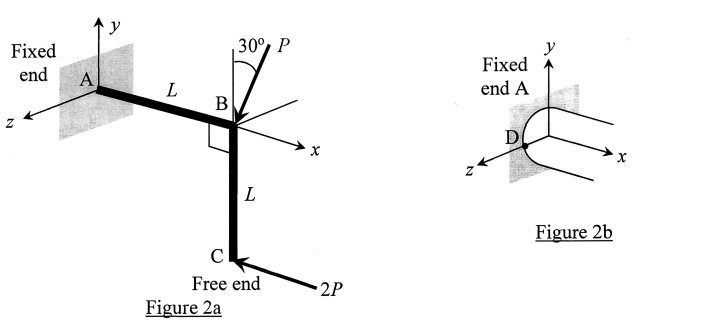 y
Fixed
end
A
L
z
30° P
B
x
L
C
Free end
2P
Figure 2a
y
Fixed
end A
D
z
x
Figure 2b